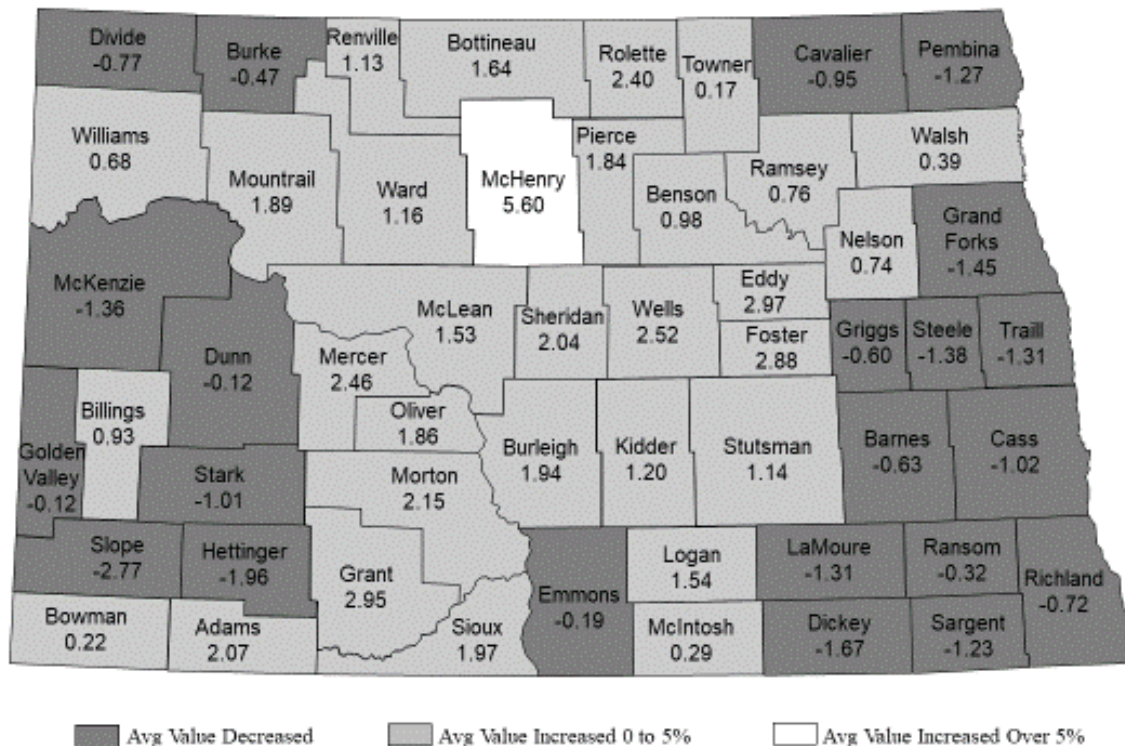 Divide
-0.77
Burke
-0.47
Renville
1.13
Bottineau
1.64
Rolette
2.40
Towner
0.17
Cavalier
-0.95
Pembina
-1.27
Williams
0.68
Mountrail
1.89
Ward
1.16
McHenry
5.60
Pierce
1.84
Benson
0.98
Ramsey
0.76
Walsh
0.39
Nelson
0.74
Grand
Forks
-1.45
McKenzie
-1.36
Dunn
-0.12
McLean
1.53
Sheridan
2.04
Wells
2.52
Eddy
2.97
Foster
2.88
Griggs
-0.60
Steele
-1.38
Traill
-1.31
Mercer
2.46
Oliver
1.86
Billings
0.93
Golden
Valley
-0.12
Stark
-1.01
Morton
2.15
Burleigh
1.94
Kidder
1.20
Stutsman
1.14
Barnes
-0.63
Cass
-1.02
Slope
-2.77
Hettinger
-1.96
Grant
2.95
Bowman
0.22
Adams
2.07
Sioux
1.97
Emmons
-0.19
Logan
1.54
McIntosh
0.29
LaMoure
-1.31
Dickey
-1.67
Ransom
-0.32
Sargent
-1.23
Richland
-0.72
Avg Value Decreased
Avg Value Increased 0 to 5%
Avg Value Increased Over 5%